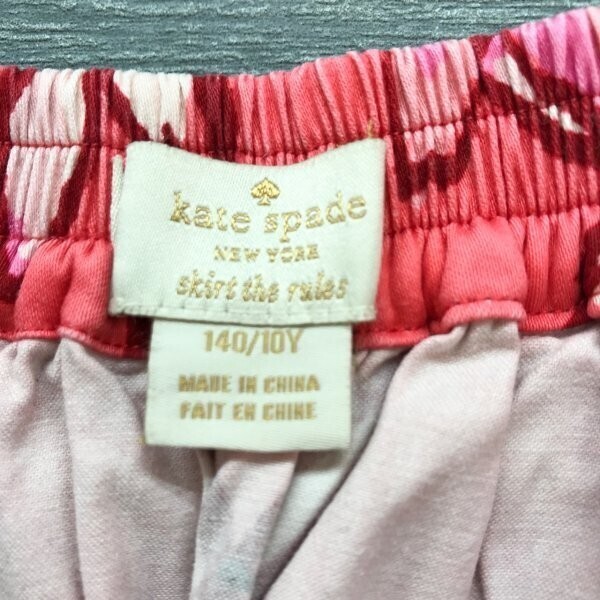 kate spade
NEW YORK
skirt the rules
140/10Y
MADE IN CHINA
FAIT EN CHINE